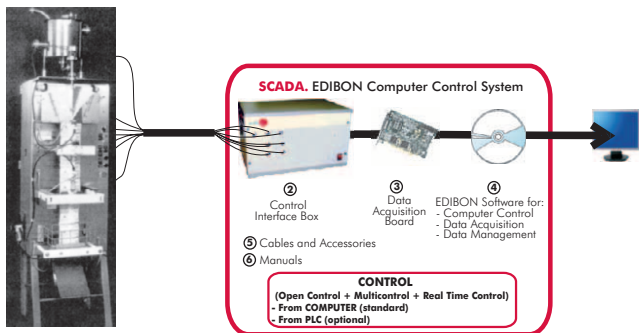 SCADA. EDIBON Computer Control System
②
Control
Interface Box
③
Data
Acquisition
Board
④
EDIBON Software for:
- Computer Control
- Data Acquisition
- Data Management
⑤ Cables and Accessories
⑥ Manuals
CONTROL
(Open Control + Multicontrol + Real Time Control)
- From COMPUTER (standard)
- From PLC (optional)